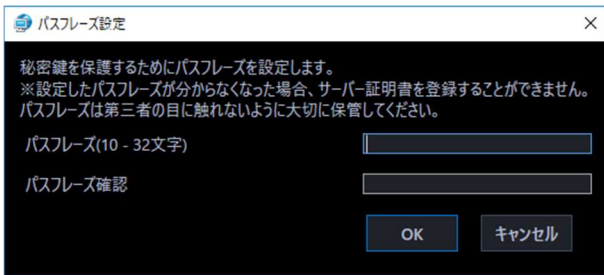 パスフレーズ設定
秘密鍵を保護するためにパスフレーズを設定します。
※設定したパスフレーズが分からなくなった場合、サーバー証明書を登録することができません。
パスフレーズは第三者の目に触れないように大切に保管してください。
パスフレーズ(10 - 32文字)
パスフレーズ確認
OK キャンセル